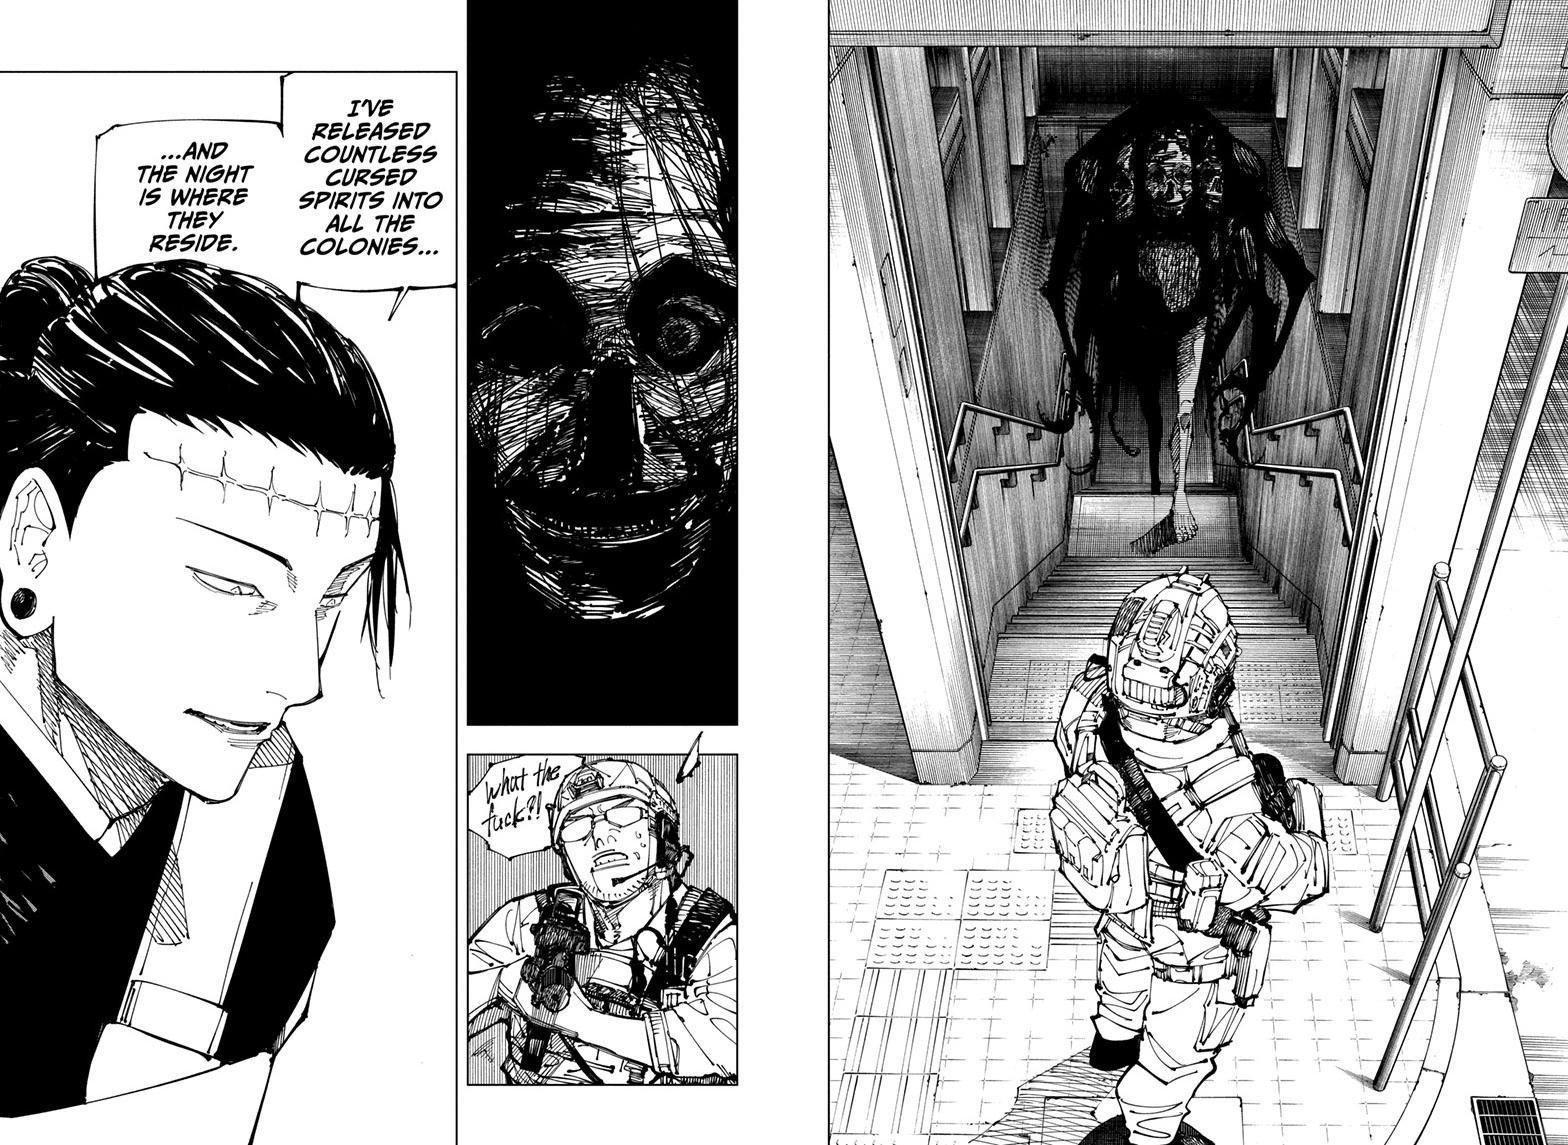 what the
fuck?!
I'VE
RELEASED
COUNTLESS
CURSED
SPIRITS INTO
ALL THE
COLONIES...
...AND
THE NIGHT
IS WHERE
THEY
RESIDE.